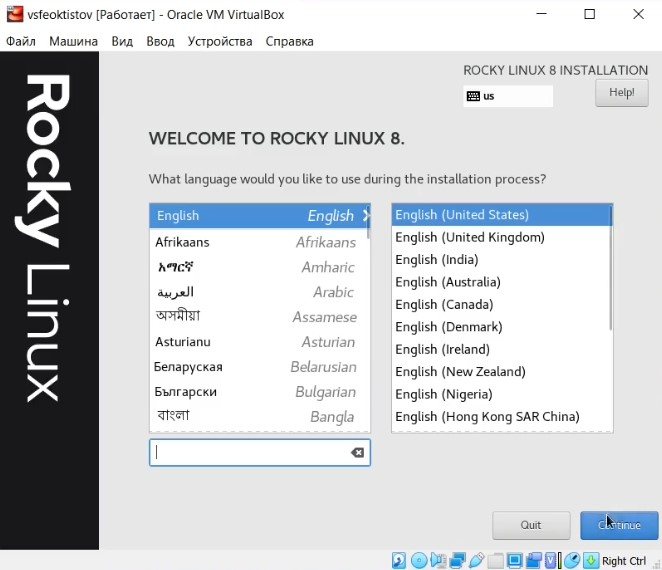 vsfeoktistov [Работает] - Oracle VM VirtualBox
Файл Машина Вид Ввод Устройства Справка
Rocky Linux
ROCKY LINUX 8 INSTALLATION
us
Help!
WELCOME TO ROCKY LINUX 8.
What language would you like to use during the installation process?
English English
Afrikaans Afrikaans
አማርኛ Amharic
العربية Arabic
অসমীয়া Assamese
Asturianu Asturian
Беларуская Belarusian
Български Bulgarian
বাংলা Bangla
English (United States)
English (United Kingdom)
English (India)
English (Australia)
English (Canada)
English (Denmark)
English (Ireland)
English (New Zealand)
English (Nigeria)
English (Hong Kong SAR China)
Quit
Continue
Right Ctrl